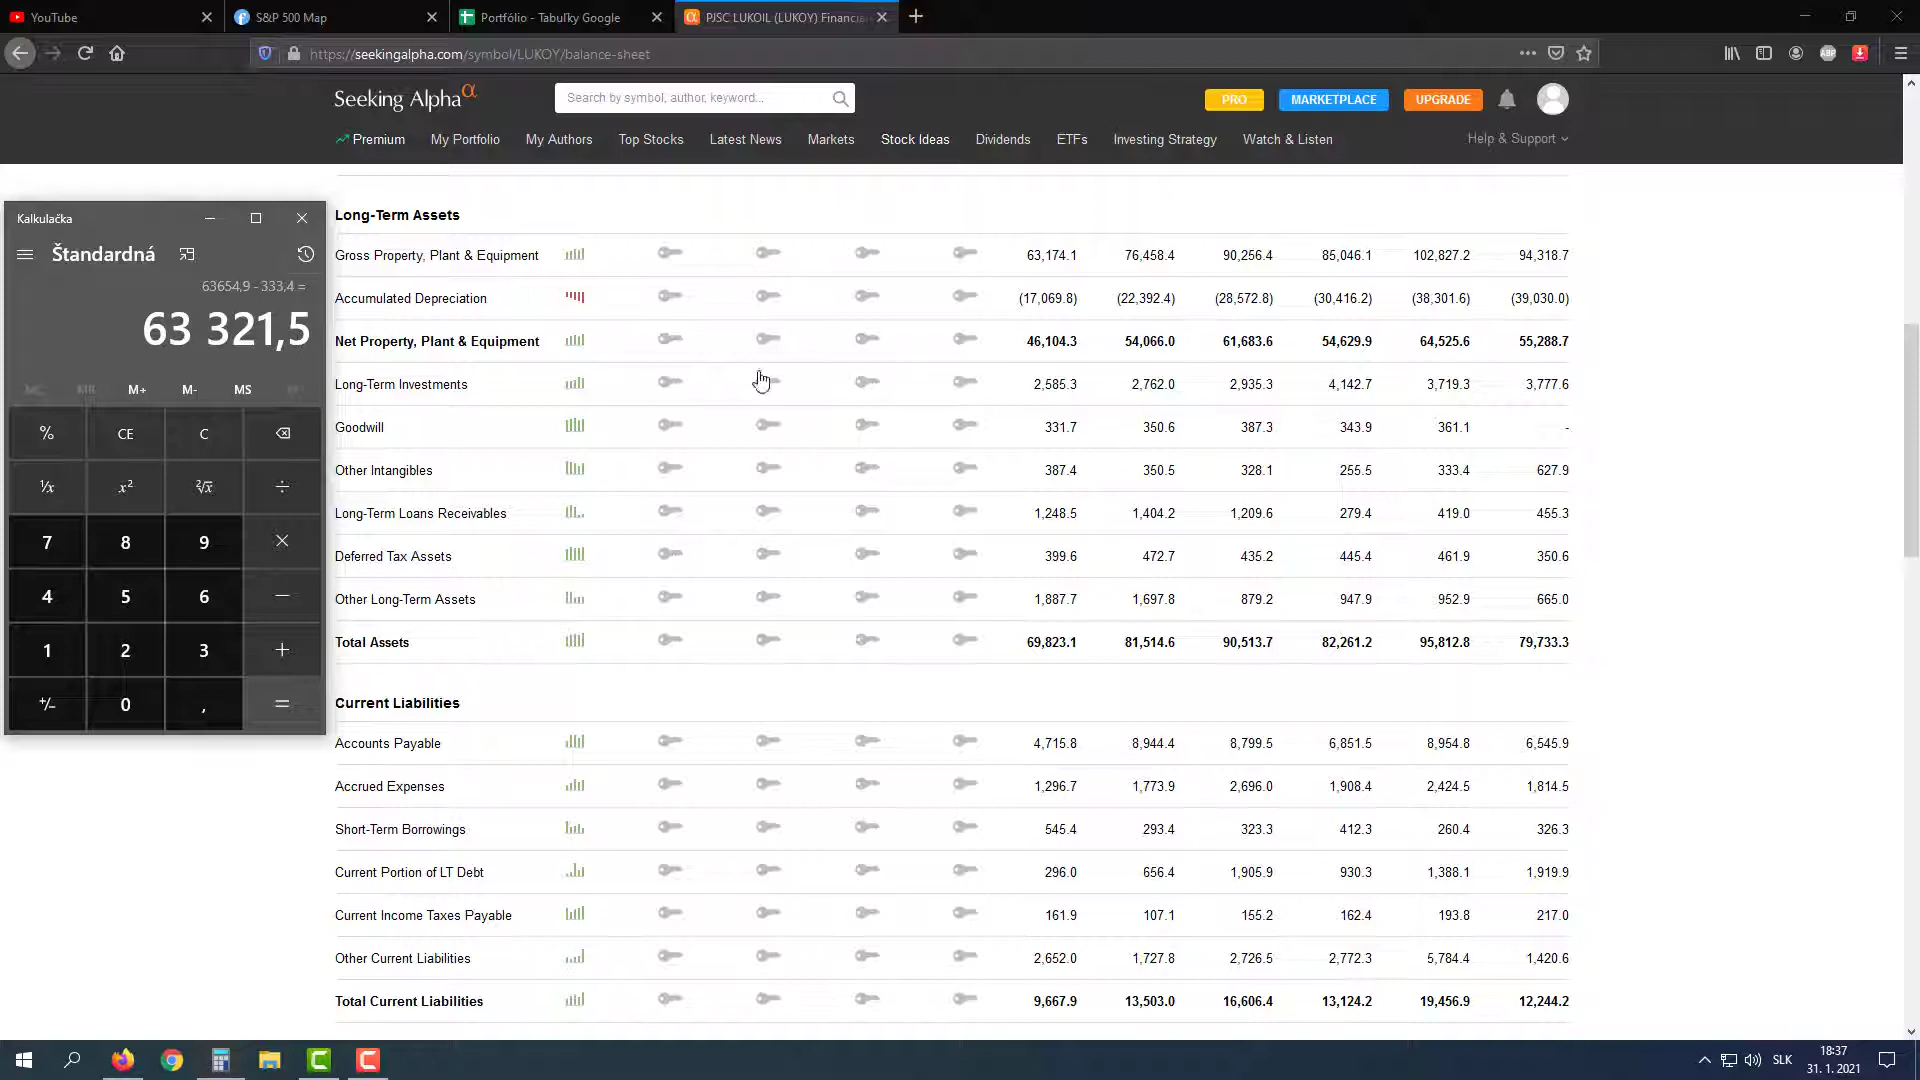 YouTube
S&P 500 Map
Portfólio - Tabuľky Google
PJSC LUKOIL (LUKOY) Financia
https://seekingalpha.com/symbol/LUKOY/balance-sheet
ABP
Seeking Alpha α
Search by symbol, author, keyword...
PRO
MARKETPLACE
UPGRADE
Premium My Portfolio My Authors Top Stocks Latest News Markets Stock Ideas Dividends ETFs Investing Strategy Watch & Listen Help & Support
Kalkulačka
Štandardná
63654,9 - 333,4 =
63 321,5
MC M+ M- MS
% CE C
¹/x x² ²√x ÷
7 8 9 ×
4 5 6 −
1 2 3 +
+/- 0 , =
Long-Term Assets
Gross Property, Plant & Equipment 63,174.1 76,458.4 90,256.4 85,046.1 102,827.2 94,318.7
Accumulated Depreciation (17,069.8) (22,392.4) (28,572.8) (30,416.2) (38,301.6) (39,030.0)
Net Property, Plant & Equipment 46,104.3 54,066.0 61,683.6 54,629.9 64,525.6 55,288.7
Long-Term Investments 2,585.3 2,762.0 2,935.3 4,142.7 3,719.3 3,777.6
Goodwill 331.7 350.6 387.3 343.9 361.1 -
Other Intangibles 387.4 350.5 328.1 255.5 333.4 627.9
Long-Term Loans Receivables 1,248.5 1,404.2 1,209.6 279.4 419.0 455.3
Deferred Tax Assets 399.6 472.7 435.2 445.4 461.9 350.6
Other Long-Term Assets 1,887.7 1,697.8 879.2 947.9 952.9 665.0
Total Assets 69,823.1 81,514.6 90,513.7 82,261.2 95,812.8 79,733.3
Current Liabilities
Accounts Payable 4,715.8 8,944.4 8,799.5 6,851.5 8,954.8 6,545.9
Accrued Expenses 1,296.7 1,773.9 2,696.0 1,908.4 2,424.5 1,814.5
Short-Term Borrowings 545.4 293.4 323.3 412.3 260.4 326.3
Current Portion of LT Debt 296.0 656.4 1,905.9 930.3 1,388.1 1,919.9
Current Income Taxes Payable 161.9 107.1 155.2 162.4 193.8 217.0
Other Current Liabilities 2,652.0 1,727.8 2,726.5 2,772.3 5,784.4 1,420.6
Total Current Liabilities 9,667.9 13,503.0 16,606.4 13,124.2 19,456.9 12,244.2
SLK
18:37
31. 1. 2021